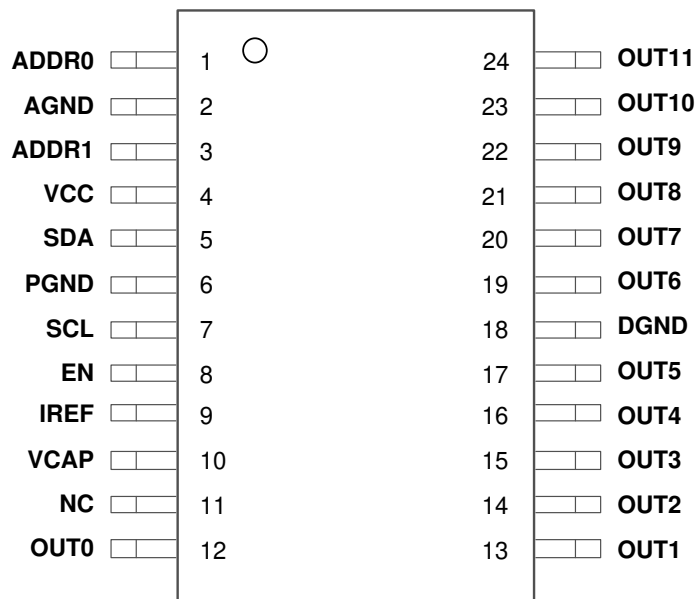 ADDR0 1 24 OUT11
AGND 2 23 OUT10
ADDR1 3 22 OUT9
VCC 4 21 OUT8
SDA 5 20 OUT7
PGND 6 19 OUT6
SCL 7 18 DGND
EN 8 17 OUT5
IREF 9 16 OUT4
VCAP 10 15 OUT3
NC 11 14 OUT2
OUT0 12 13 OUT1